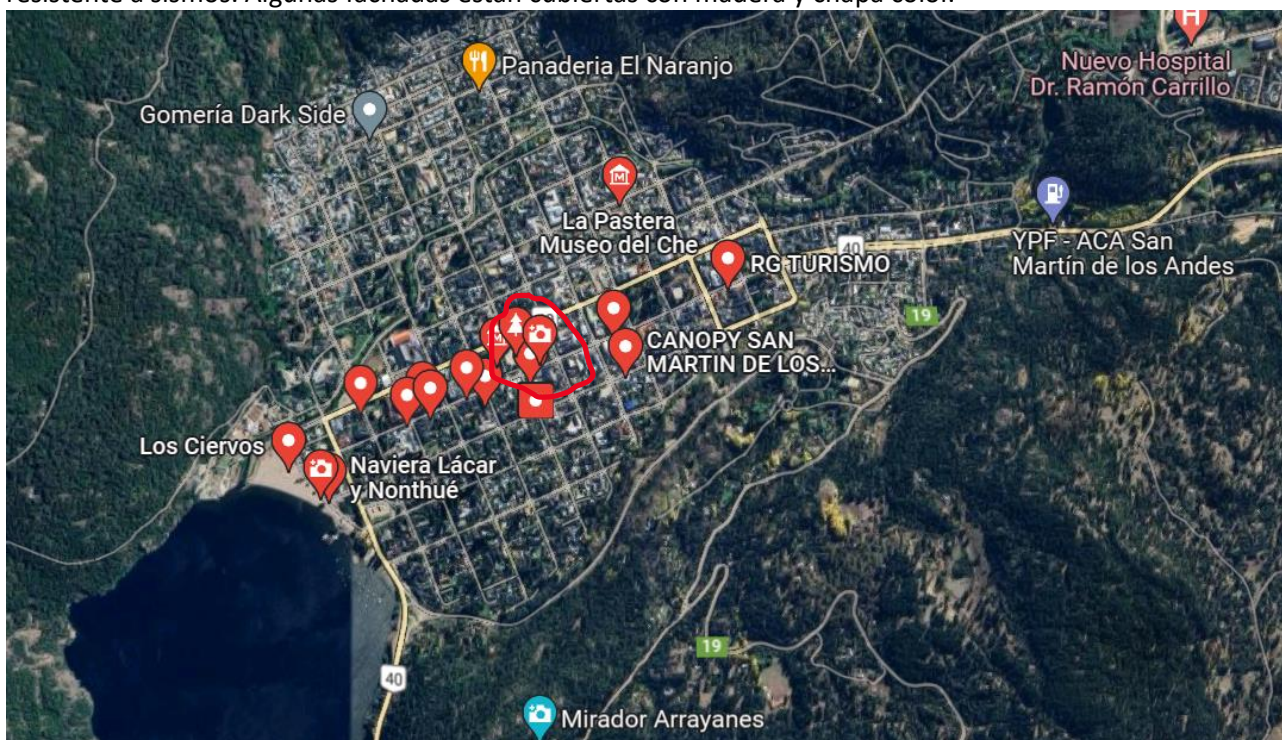 resistente a sismos. Algunas fachadas están cubiertas con madera y chapa color.
H
Nuevo Hospital
Dr. Ramón Carrillo
Panaderia El Naranjo
Gomería Dark Side
M
La Pastera
Museo del Che
40
YPF - ACA San
Martín de los Andes
RG TURISMO
19
CANOPY SAN
MARTIN DE LOS...
Los Ciervos
Naviera Lácar
y Nonthué
19
40
Mirador Arrayanes